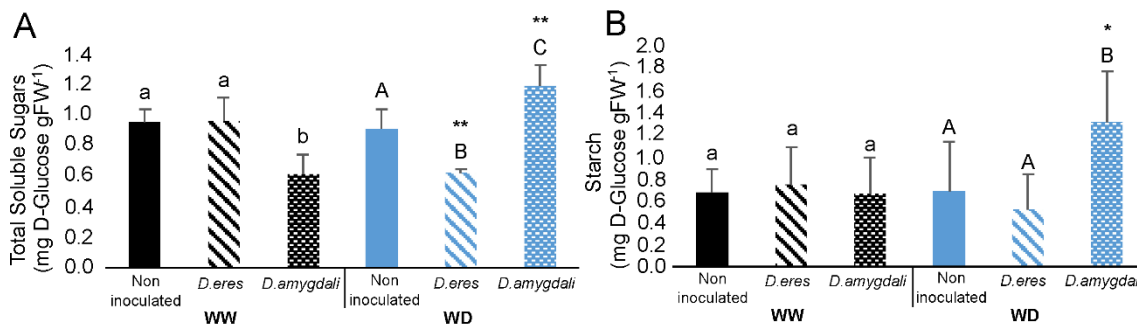 A
Total Soluble Sugars
(mg D-Glucose gFW-1)
1.4
1.2
1.0
0.8
0.6
0.4
0.2
0.0
a
a
b
A
**
B
**
C
Non
inoculated
D.eres
D.amygdali
Non
inoculated
D.eres
D.amygdali
WW
WD
B
Starch
(mg D-Glucose gFW-1)
2.0
1.8
1.6
1.4
1.2
1.0
0.8
0.6
0.4
0.2
0.0
a
a
a
A
A
*
B
Non
inoculated
D.eres
D.amygdali
Non
inoculated
D.eres
D.amygdali
WW
WD